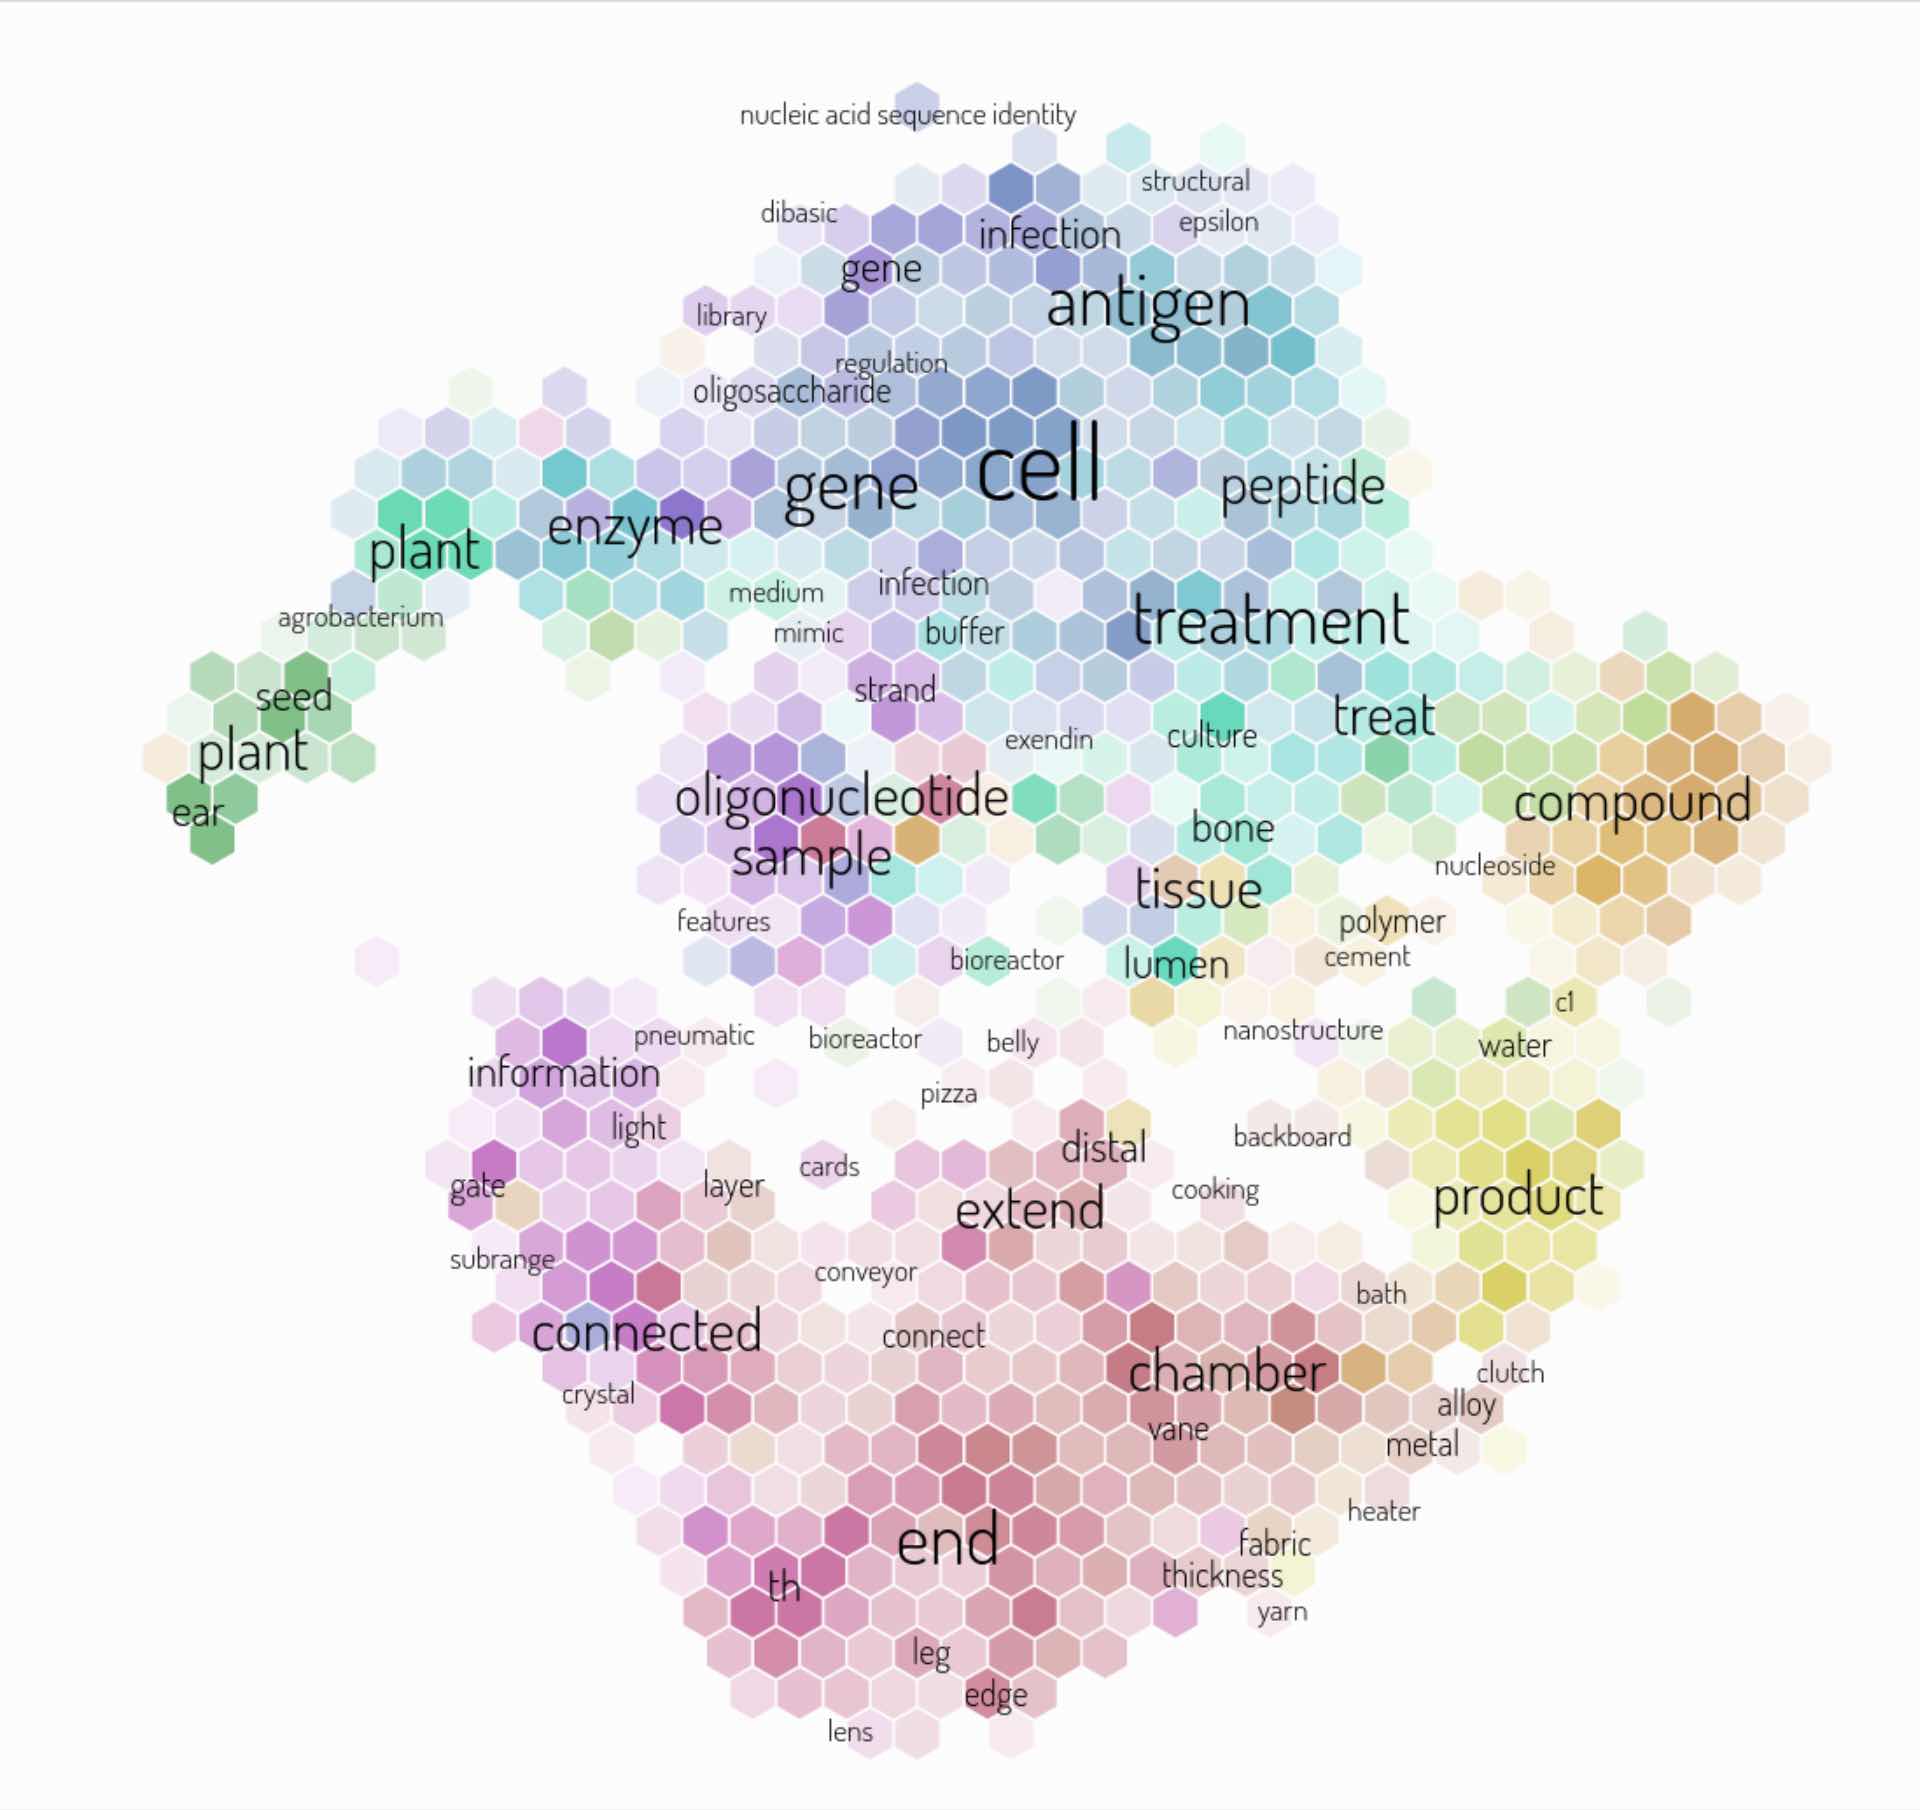 nucleic acid sequence identity
structural
dibasic
epsilon
infection
gene
antigen
library
regulation
oligosaccharide
cell
gene
peptide
enzyme
plant
infection
medium
agrobacterium
treatment
mimic
buffer
strand
seed
treat
culture
exendin
plant
oligonucleotide
compound
ear
bone
sample
nucleoside
tissue
features
polymer
cement
bioreactor
lumen
c1
nanostructure
pneumatic
bioreactor
belly
water
information
pizza
light
backboard
distal
cards
gate
layer
cooking
product
extend
subrange
conveyor
bath
connected
connect
chamber
clutch
crystal
alloy
vane
metal
heater
end
fabric
thickness
th
yarn
leg
edge
lens